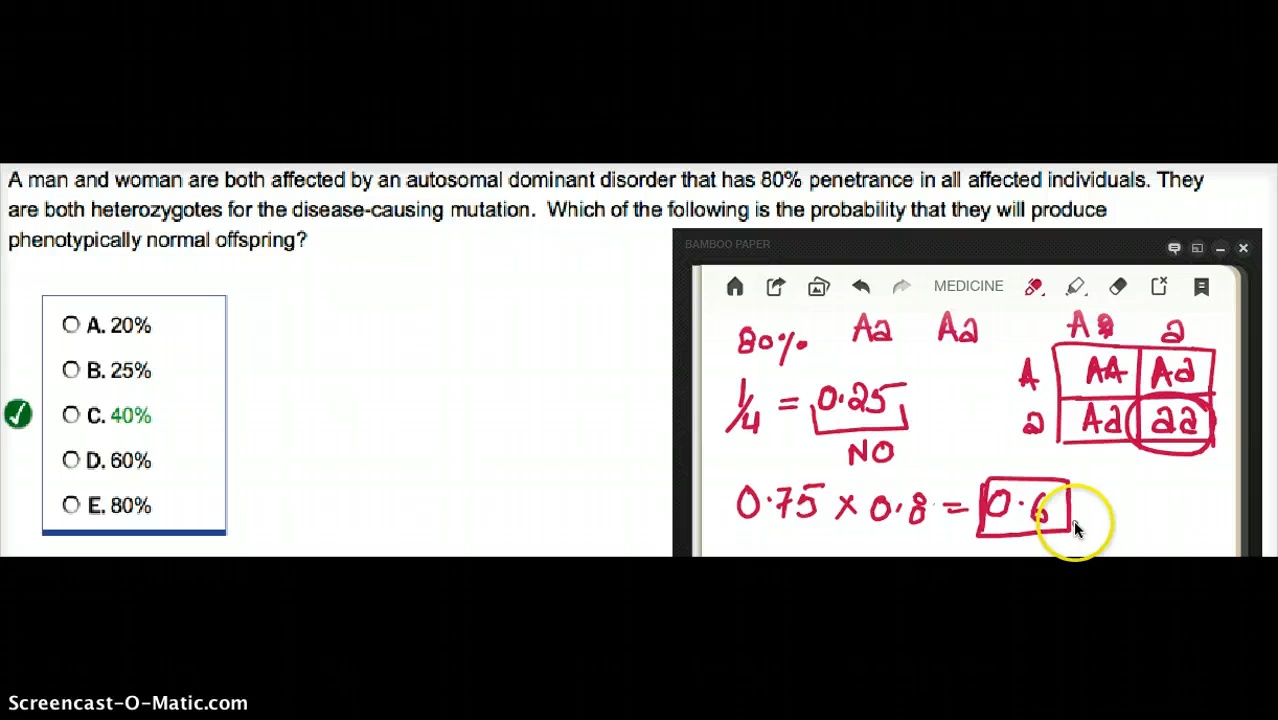 A man and woman are both affected by an autosomal dominant disorder that has 80% penetrance in all affected individuals. They
are both heterozygotes for the disease-causing mutation. Which of the following is the probability that they will produce
phenotypically normal offspring?
A. 20%
B. 25%
C. 40%
D. 60%
E. 80%
BAMBOO PAPER
MEDICINE
80% Aa Aa
A a
A AA Aa
a Aa aa
1/4 = 0.25
NO
0.75 x 0.8 = 0.6
Screencast-O-Matic.com